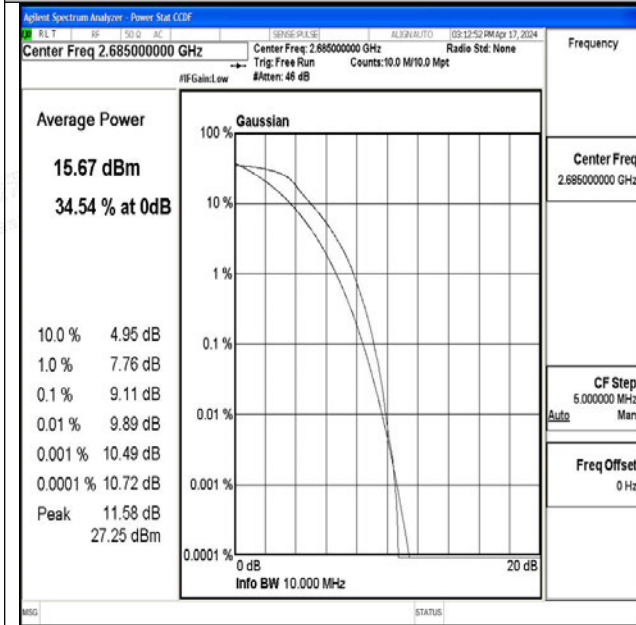 Agilent Spectrum Analyzer - Power Stat CCDF
RL T RF 50 Ω AC SENSE:PULSE ALIGNAUTO 03:12:52 PM Apr 17, 2024
Center Freq 2.685000000 GHz
Center Freq: 2.685000000 GHz Radio Std: None
Trig: Free Run Counts:10.0 M/10.0 Mpt
#IFGain:Low #Atten: 46 dB
Frequency
Average Power
15.67 dBm
34.54 % at 0dB
10.0 % 4.95 dB
1.0 % 7.76 dB
0.1 % 9.11 dB
0.01 % 9.89 dB
0.001 % 10.49 dB
0.0001 % 10.72 dB
Peak 11.58 dB
27.25 dBm
Gaussian
100 %
10 %
1 %
0.1 %
0.01 %
0.001 %
0.0001 %
0 dB 20 dB
Info BW 10.000 MHz
Center Freq
2.685000000 GHz
CF Step
5.000000 MHz
Auto Man
Freq Offset
0 Hz
MSG STATUS